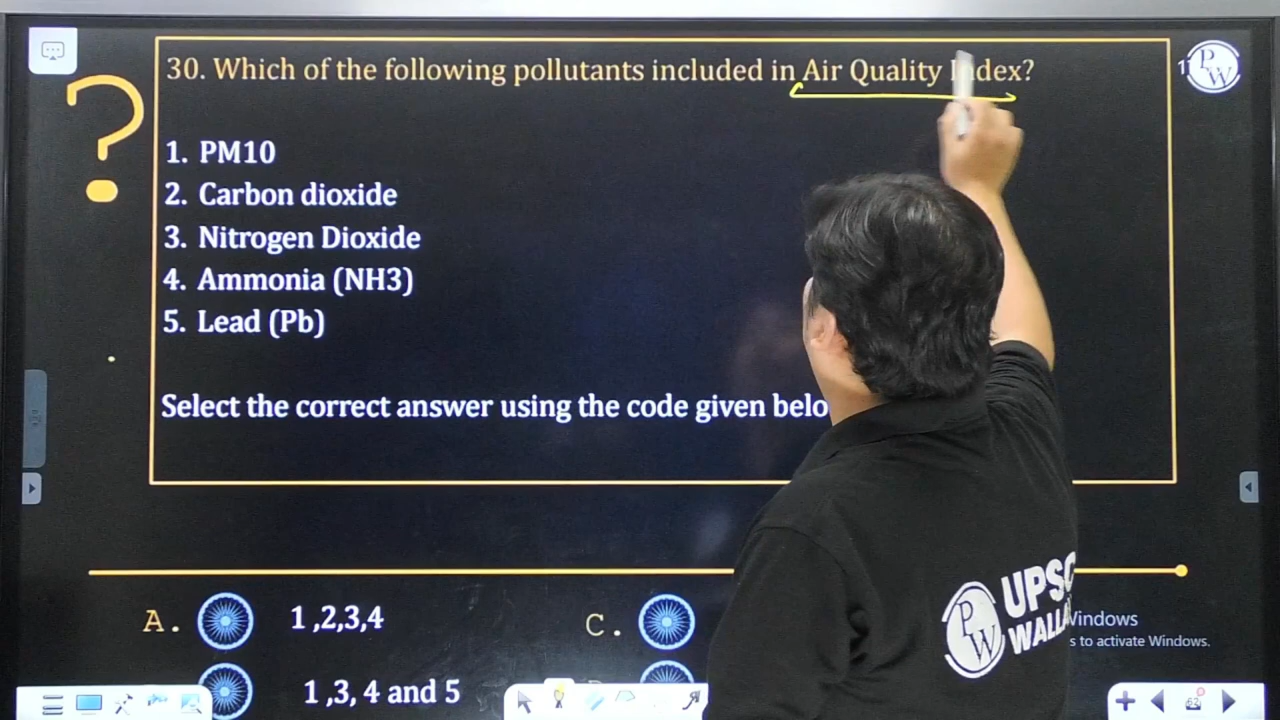 30. Which of the following pollutants included in Air Quality Index?
1. PM10
2. Carbon dioxide
3. Nitrogen Dioxide
4. Ammonia (NH3)
5. Lead (Pb)
Select the correct answer using the code given belo
A. 1 ,2,3,4
C.
1 ,3, 4 and 5
PW
PW UPSC
WALLA
Windows
s to activate Windows.